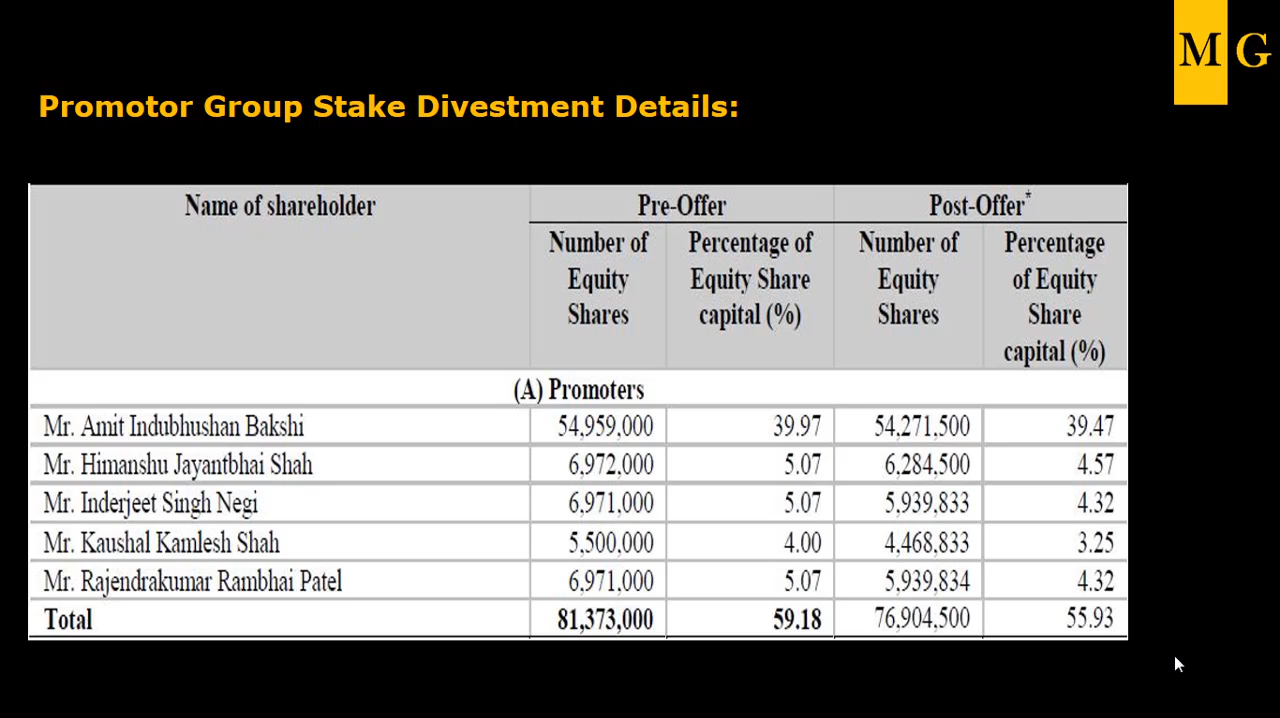 M G
Promotor Group Stake Divestment Details:
Name of shareholder Pre-Offer Post-Offer*
Number of Equity Shares Percentage of Equity Share capital (%) Number of Equity Shares Percentage of Equity Share capital (%)
(A) Promoters
Mr. Amit Indubhushan Bakshi 54,959,000 39.97 54,271,500 39.47
Mr. Himanshu Jayantbhai Shah 6,972,000 5.07 6,284,500 4.57
Mr. Inderjeet Singh Negi 6,971,000 5.07 5,939,833 4.32
Mr. Kaushal Kamlesh Shah 5,500,000 4.00 4,468,833 3.25
Mr. Rajendrakumar Rambhai Patel 6,971,000 5.07 5,939,834 4.32
Total 81,373,000 59.18 76,904,500 55.93